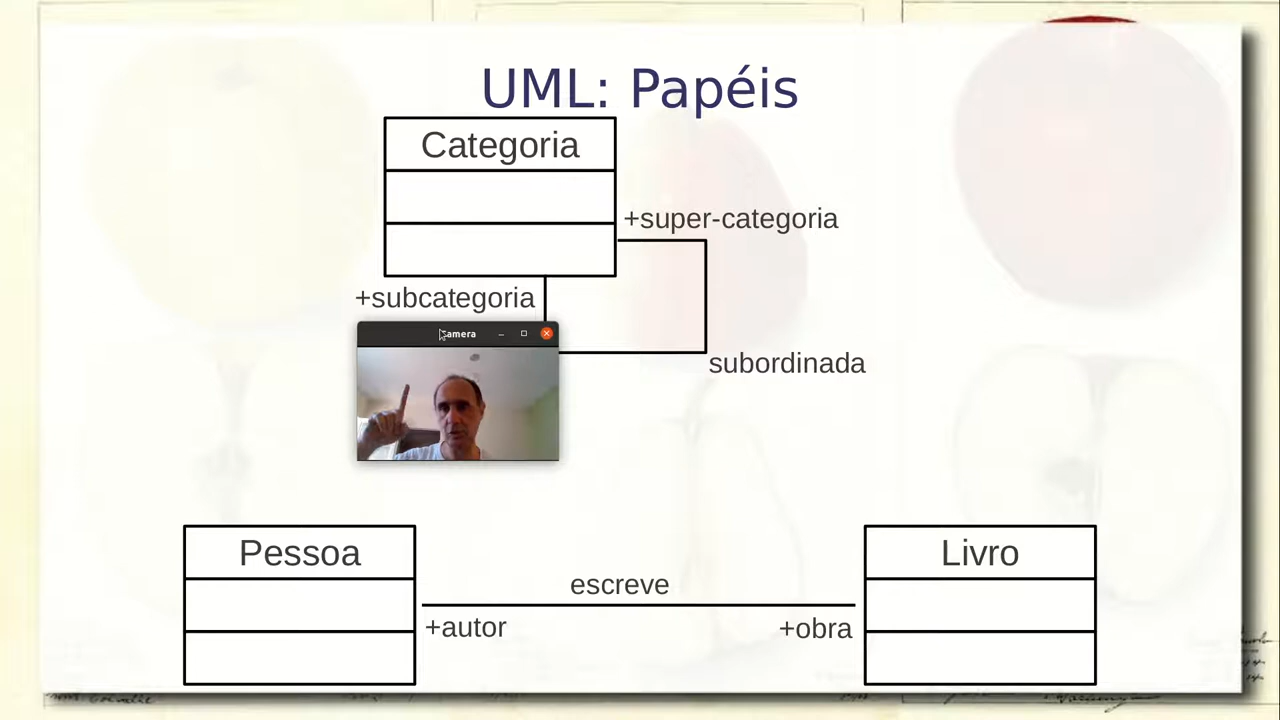 UML: Papéis
Categoria
+super-categoria
+subcategoria
subordinada
Pessoa
Livro
escreve
+autor
+obra